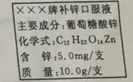 ×××牌补锌口服液
主要成分：葡萄糖酸锌
化学式：C₁₂H₂₂O₁₄Zn
含　锌：5.0mg/支
质　量：10.0g/支